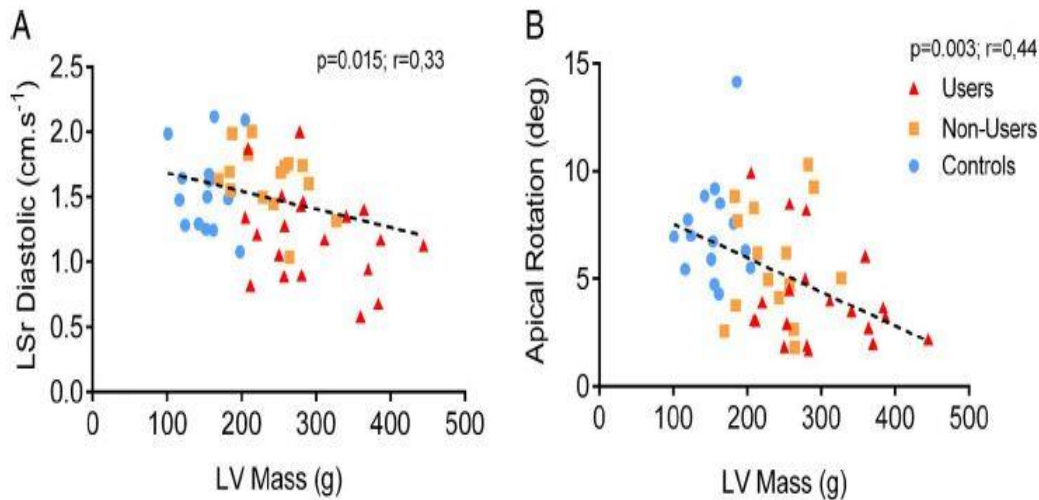 A
p=0.015; r=0,33
LSr Diastolic (cm.s⁻¹)
2.5
2.0
1.5
1.0
0.5
0.0
0 100 200 300 400 500
LV Mass (g)
B
p=0.003; r=0,44
Users
Non-Users
Controls
Apical Rotation (deg)
15
10
5
0
0 100 200 300 400 500
LV Mass (g)